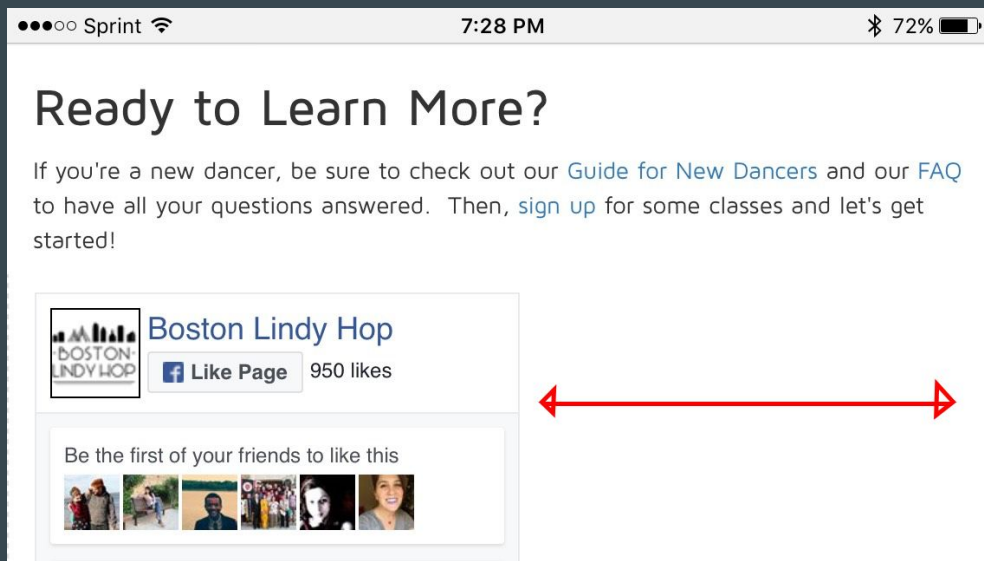 Sprint 7:28 PM 72%
Ready to Learn More?
If you're a new dancer, be sure to check out our Guide for New Dancers and our FAQ
to have all your questions answered.  Then, sign up for some classes and let's get
started!
BOSTON
LINDY HOP
Boston Lindy Hop
Like Page 950 likes
Be the first of your friends to like this